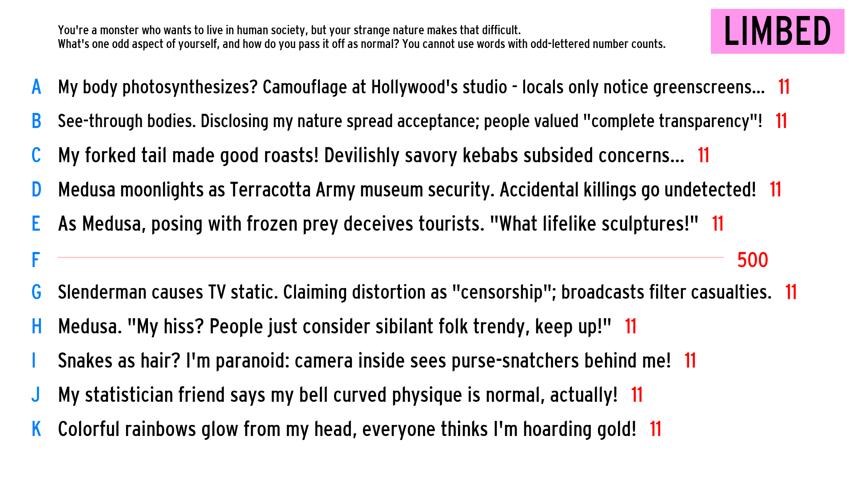 You're a monster who wants to live in human society, but your strange nature makes that difficult.
What's one odd aspect of yourself, and how do you pass it off as normal? You cannot use words with odd-lettered number counts.
LIMBED
A My body photosynthesizes? Camouflage at Hollywood's studio - locals only notice greenscreens... 11
B See-through bodies. Disclosing my nature spread acceptance; people valued "complete transparency"! 11
C My forked tail made good roasts! Devilishly savory kebabs subsided concerns... 11
D Medusa moonlights as Terracotta Army museum security. Accidental killings go undetected! 11
E As Medusa, posing with frozen prey deceives tourists. "What lifelike sculptures!" 11
F 500
G Slenderman causes TV static. Claiming distortion as "censorship"; broadcasts filter casualties. 11
H Medusa. "My hiss? People just consider sibilant folk trendy, keep up!" 11
I Snakes as hair? I'm paranoid: camera inside sees purse-snatchers behind me! 11
J My statistician friend says my bell curved physique is normal, actually! 11
K Colorful rainbows glow from my head, everyone thinks I'm hoarding gold! 11